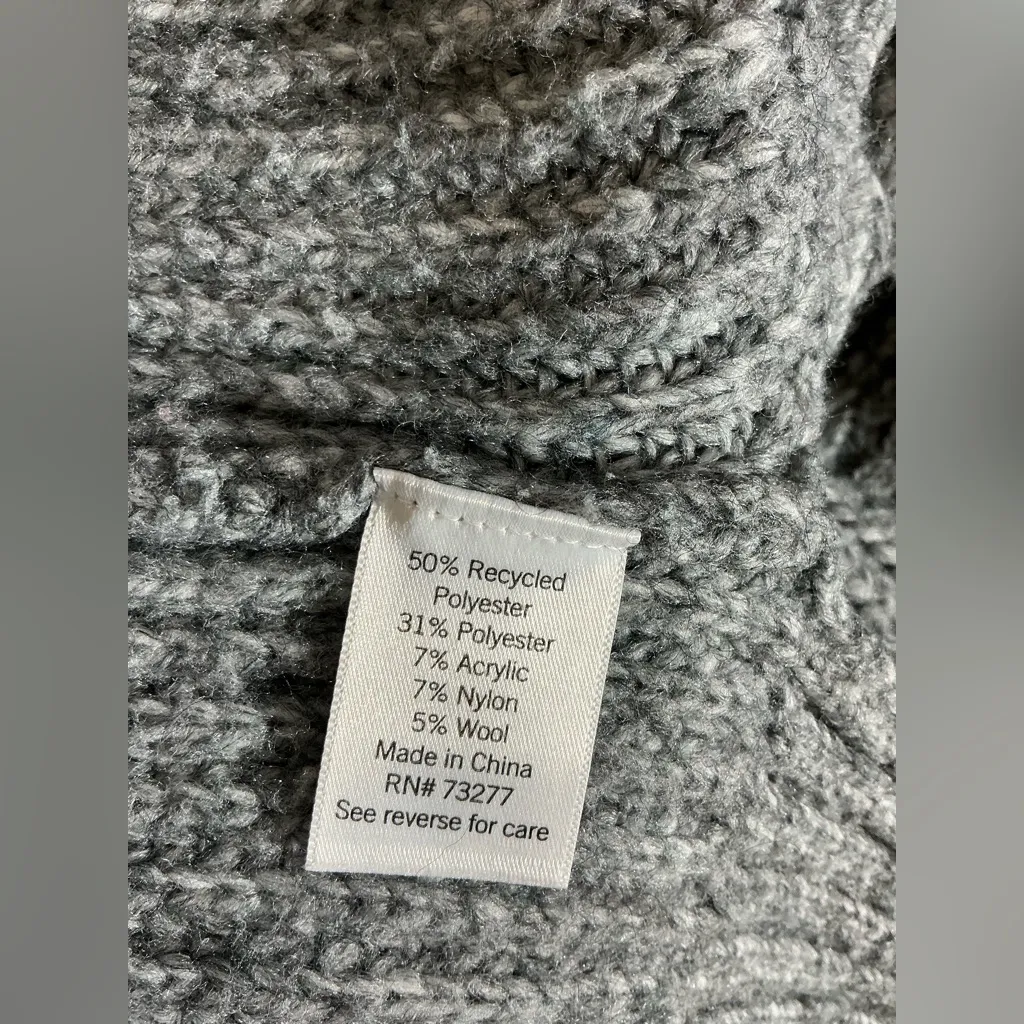 50% Recycled
Polyester
31% Polyester
7% Acrylic
7% Nylon
5% Wool
Made in China
RN# 73277
See reverse for care